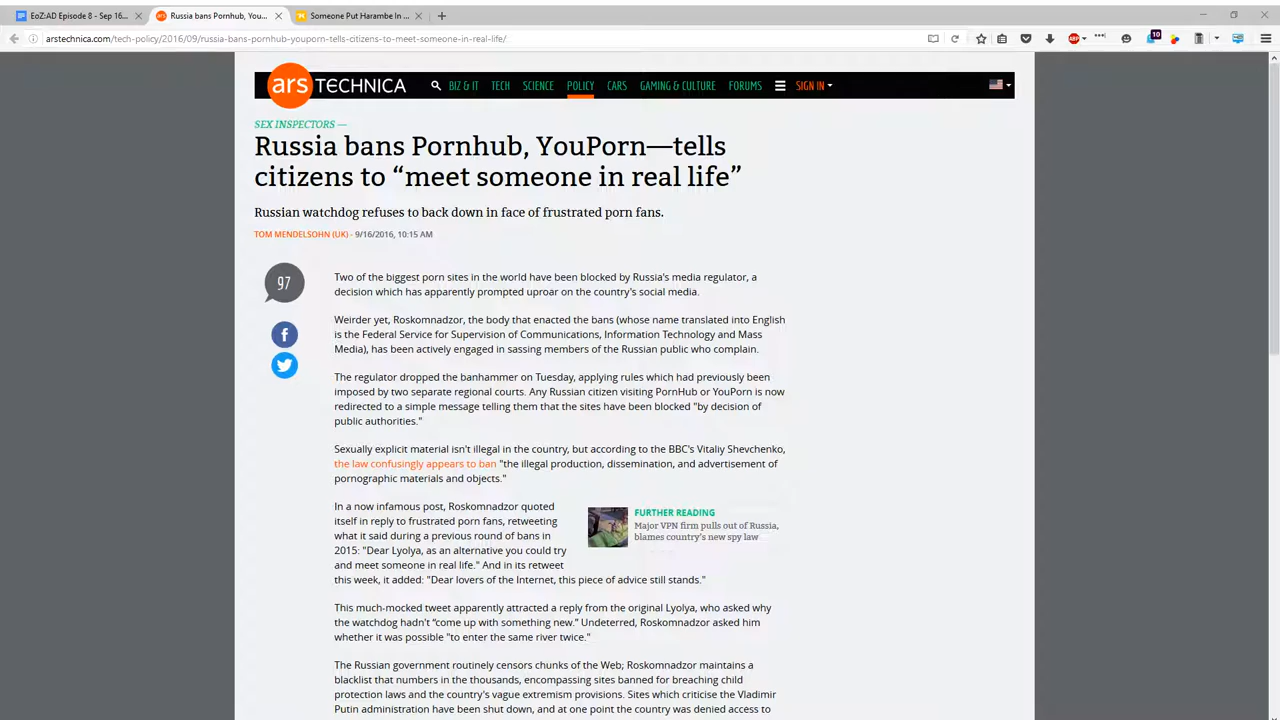 EoZ:AD Episode 8 - Sep 16...
Russia bans Pornhub, You...
Someone Put Harambe In ...
arstechnica.com/tech-policy/2016/09/russia-bans-pornhub-youporn-tells-citizens-to-meet-someone-in-real-life/
ABP
10
ars TECHNICA
BIZ & IT TECH SCIENCE POLICY CARS GAMING & CULTURE FORUMS SIGN IN
SEX INSPECTORS —
Russia bans Pornhub, YouPorn—tells
citizens to “meet someone in real life”
Russian watchdog refuses to back down in face of frustrated porn fans.
TOM MENDELSOHN (UK) - 9/16/2016, 10:15 AM
97
Two of the biggest porn sites in the world have been blocked by Russia's media regulator, a
decision which has apparently prompted uproar on the country's social media.
Weirder yet, Roskomnadzor, the body that enacted the bans (whose name translated into English
is the Federal Service for Supervision of Communications, Information Technology and Mass
Media), has been actively engaged in sassing members of the Russian public who complain.
The regulator dropped the banhammer on Tuesday, applying rules which had previously been
imposed by two separate regional courts. Any Russian citizen visiting PornHub or YouPorn is now
redirected to a simple message telling them that the sites have been blocked "by decision of
public authorities."
Sexually explicit material isn't illegal in the country, but according to the BBC's Vitaliy Shevchenko,
the law confusingly appears to ban "the illegal production, dissemination, and advertisement of
pornographic materials and objects."
In a now infamous post, Roskomnadzor quoted
itself in reply to frustrated porn fans, retweeting
what it said during a previous round of bans in
2015: "Dear Lyolya, as an alternative you could try
and meet someone in real life." And in its retweet
this week, it added: "Dear lovers of the Internet, this piece of advice still stands."
FURTHER READING
Major VPN firm pulls out of Russia,
blames country's new spy law
This much-mocked tweet apparently attracted a reply from the original Lyolya, who asked why
the watchdog hadn't “come up with something new.” Undeterred, Roskomnadzor asked him
whether it was possible "to enter the same river twice."
The Russian government routinely censors chunks of the Web; Roskomnadzor maintains a
blacklist that numbers in the thousands, encompassing sites banned for breaching child
protection laws and the country's vague extremism provisions. Sites which criticise the Vladimir
Putin administration have been shut down, and at one point the country was denied access to